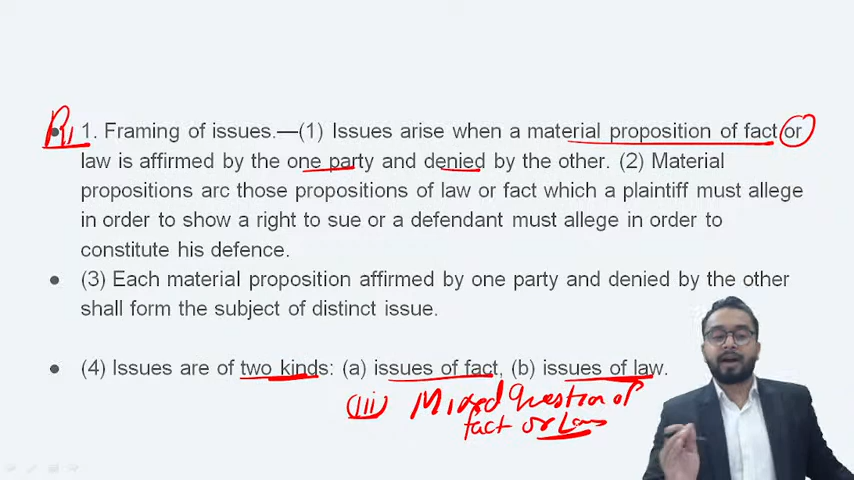 R1
1. Framing of issues.—(1) Issues arise when a material proposition of fact or
law is affirmed by the one party and denied by the other. (2) Material
propositions arc those propositions of law or fact which a plaintiff must allege
in order to show a right to sue or a defendant must allege in order to
constitute his defence.
(3) Each material proposition affirmed by one party and denied by the other
shall form the subject of distinct issue.
(4) Issues are of two kinds: (a) issues of fact, (b) issues of law.
(iii) Mixed Question of
fact or Law